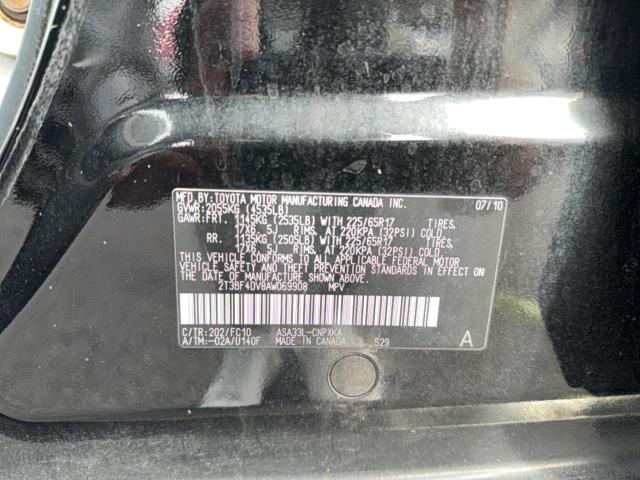 MFD.BY:TOYOTA MOTOR MANUFACTURING CANADA INC. 07/10
GVWR:2055KG (4535LB)
GAWR:FRT. 1145KG (2535LB) WITH 225/65R17 TIRES,
17X6.5J RIMS, AT 220KPA (32PSI) COLD.
RR. 1135KG (2505LB) WITH 225/65R17 TIRES,
17X6.5J RIMS, AT 220KPA (32PSI) COLD.
THIS VEHICLE CONFORMS TO ALL APPLICABLE FEDERAL MOTOR
VEHICLE SAFETY AND THEFT PREVENTION STANDARDS IN EFFECT ON
THE DATE OF MANUFACTURE SHOWN ABOVE.
2T3BF4DV8AW069908 MPV
C/TR:202/FC10 ASA33L-CNPXKA
A/TM:-02A/U140F MADE IN CANADA 529 A